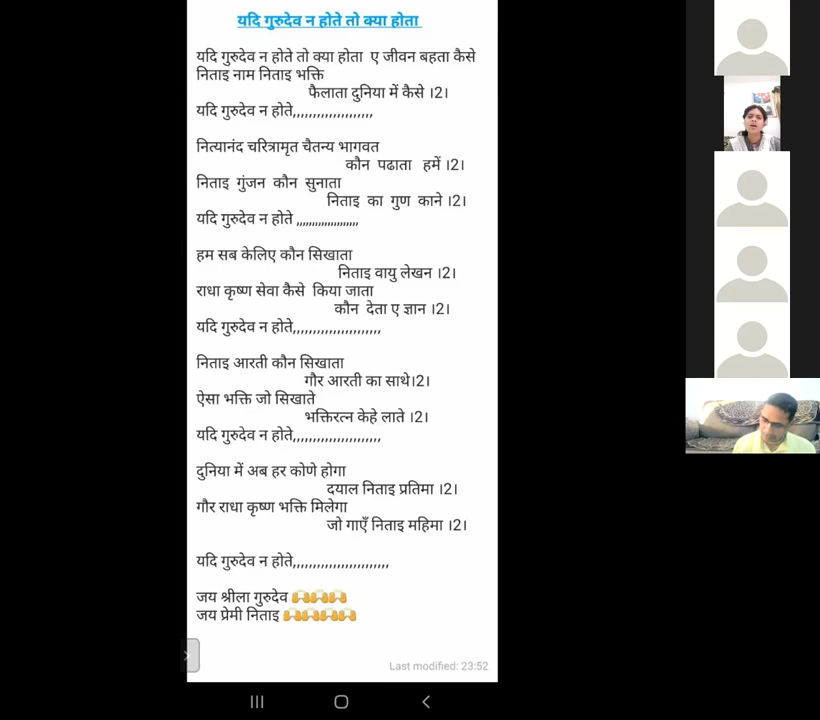 यदि गुरुदेव न होते तो क्या होता
यदि गुरुदेव न होते तो क्या होता ए जीवन बहता कैसे
निताइ नाम निताइ भक्ति
फैलाता दुनिया में कैसे ।2।
यदि गुरुदेव न होते,,,,,,,,,,,,,,,,,,,,
नित्यानंद चरित्रामृत चैतन्य भागवत
कौन पढाता हमें ।2।
निताइ गुंजन कौन सुनाता
निताइ का गुण काने ।2।
यदि गुरुदेव न होते ,,,,,,,,,,,,,,,,,,,,
हम सब केलिए कौन सिखाता
निताइ वायु लेखन ।2।
राधा कृष्ण सेवा कैसे किया जाता
कौन देता ए ज्ञान ।2।
यदि गुरुदेव न होते,,,,,,,,,,,,,,,,,,,,,,
निताइ आरती कौन सिखाता
गौर आरती का साथे।2।
ऐसा भक्ति जो सिखाते
भक्तिरत्न केहे लाते ।2।
यदि गुरुदेव न होते,,,,,,,,,,,,,,,,,,,,,,
दुनिया में अब हर कोणे होगा
दयाल निताइ प्रतिमा ।2।
गौर राधा कृष्ण भक्ति मिलेगा
जो गाएँ निताइ महिमा ।2।
यदि गुरुदेव न होते,,,,,,,,,,,,,,,,,,,,,,,,
जय श्रीला गुरुदेव 🙌🙌🙌
जय प्रेमी निताइ 🙌🙌🙌🙌
Last modified: 23:52